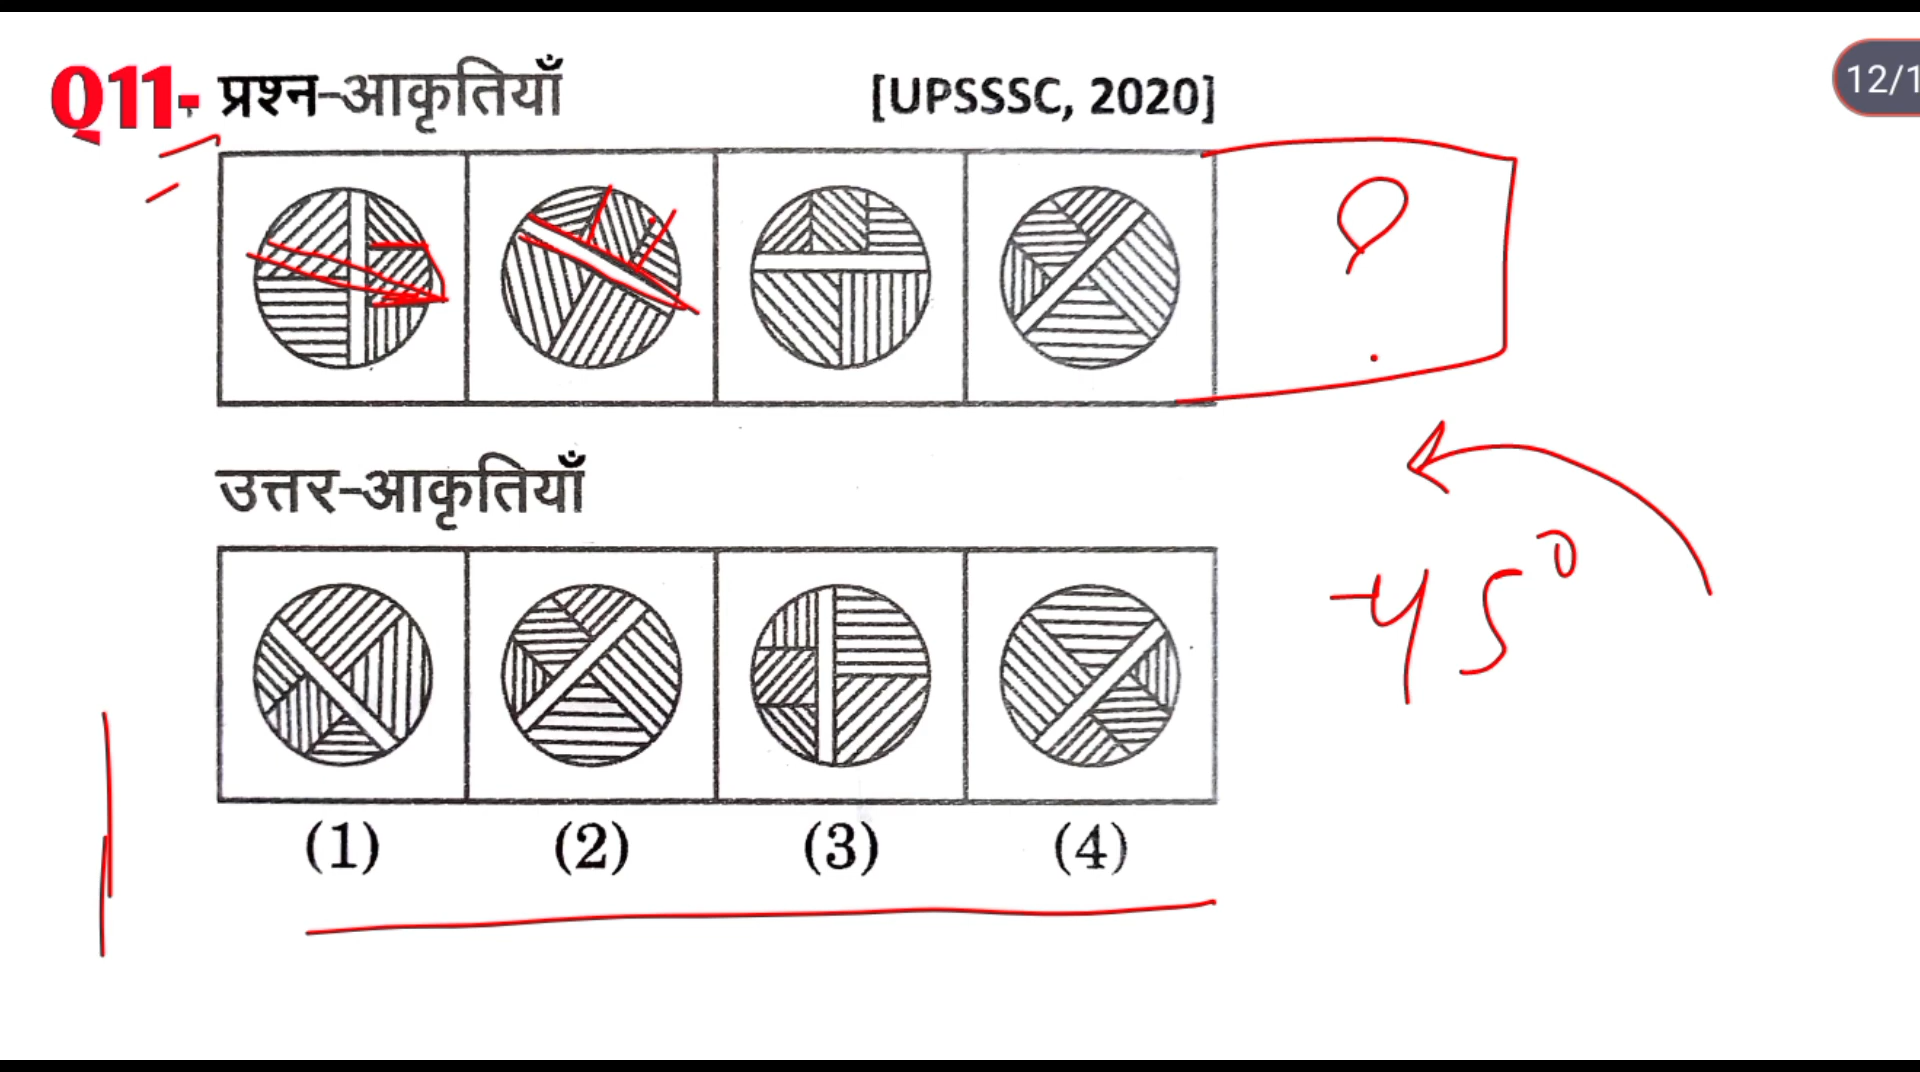 Q11- प्रश्न-आकृतियाँ [UPSSSC, 2020]
12/1
?
उत्तर-आकृतियाँ
-45°
(1) (2) (3) (4)